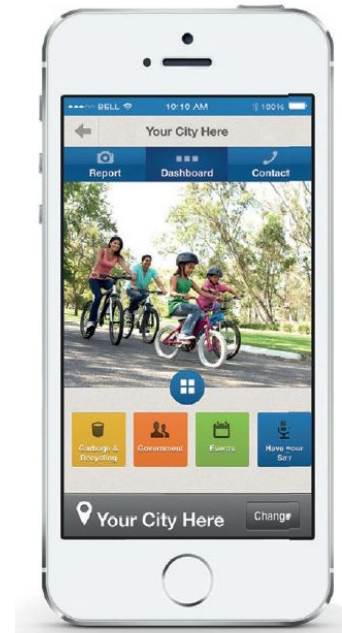 BELL 10:10 AM 100%
Your City Here
Report Dashboard Contact
Garbage & Government Events Have Your
Recycling Say
Your City Here Change